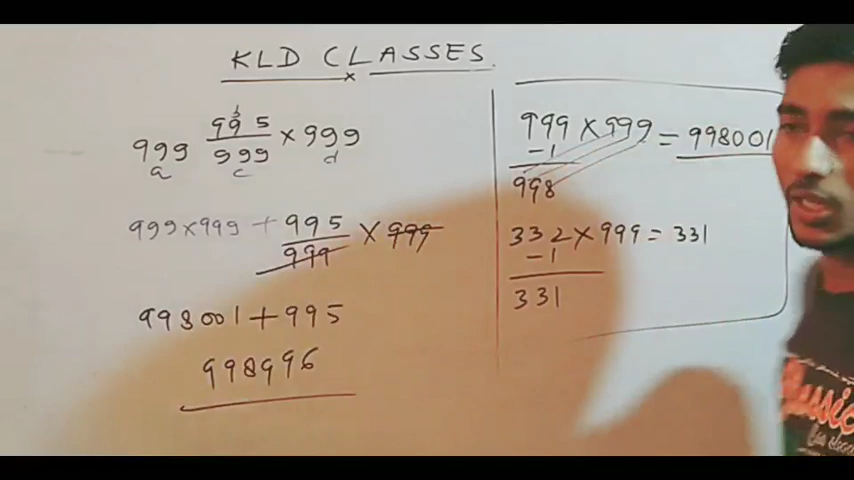 KLD CLASSES
999 995/999 × 999
a b c d
999×999 + 995/999 × 999
998001+995
998996
999 × 999 = 998001
-1
998
332 × 999 = 331
-1
331
Classic